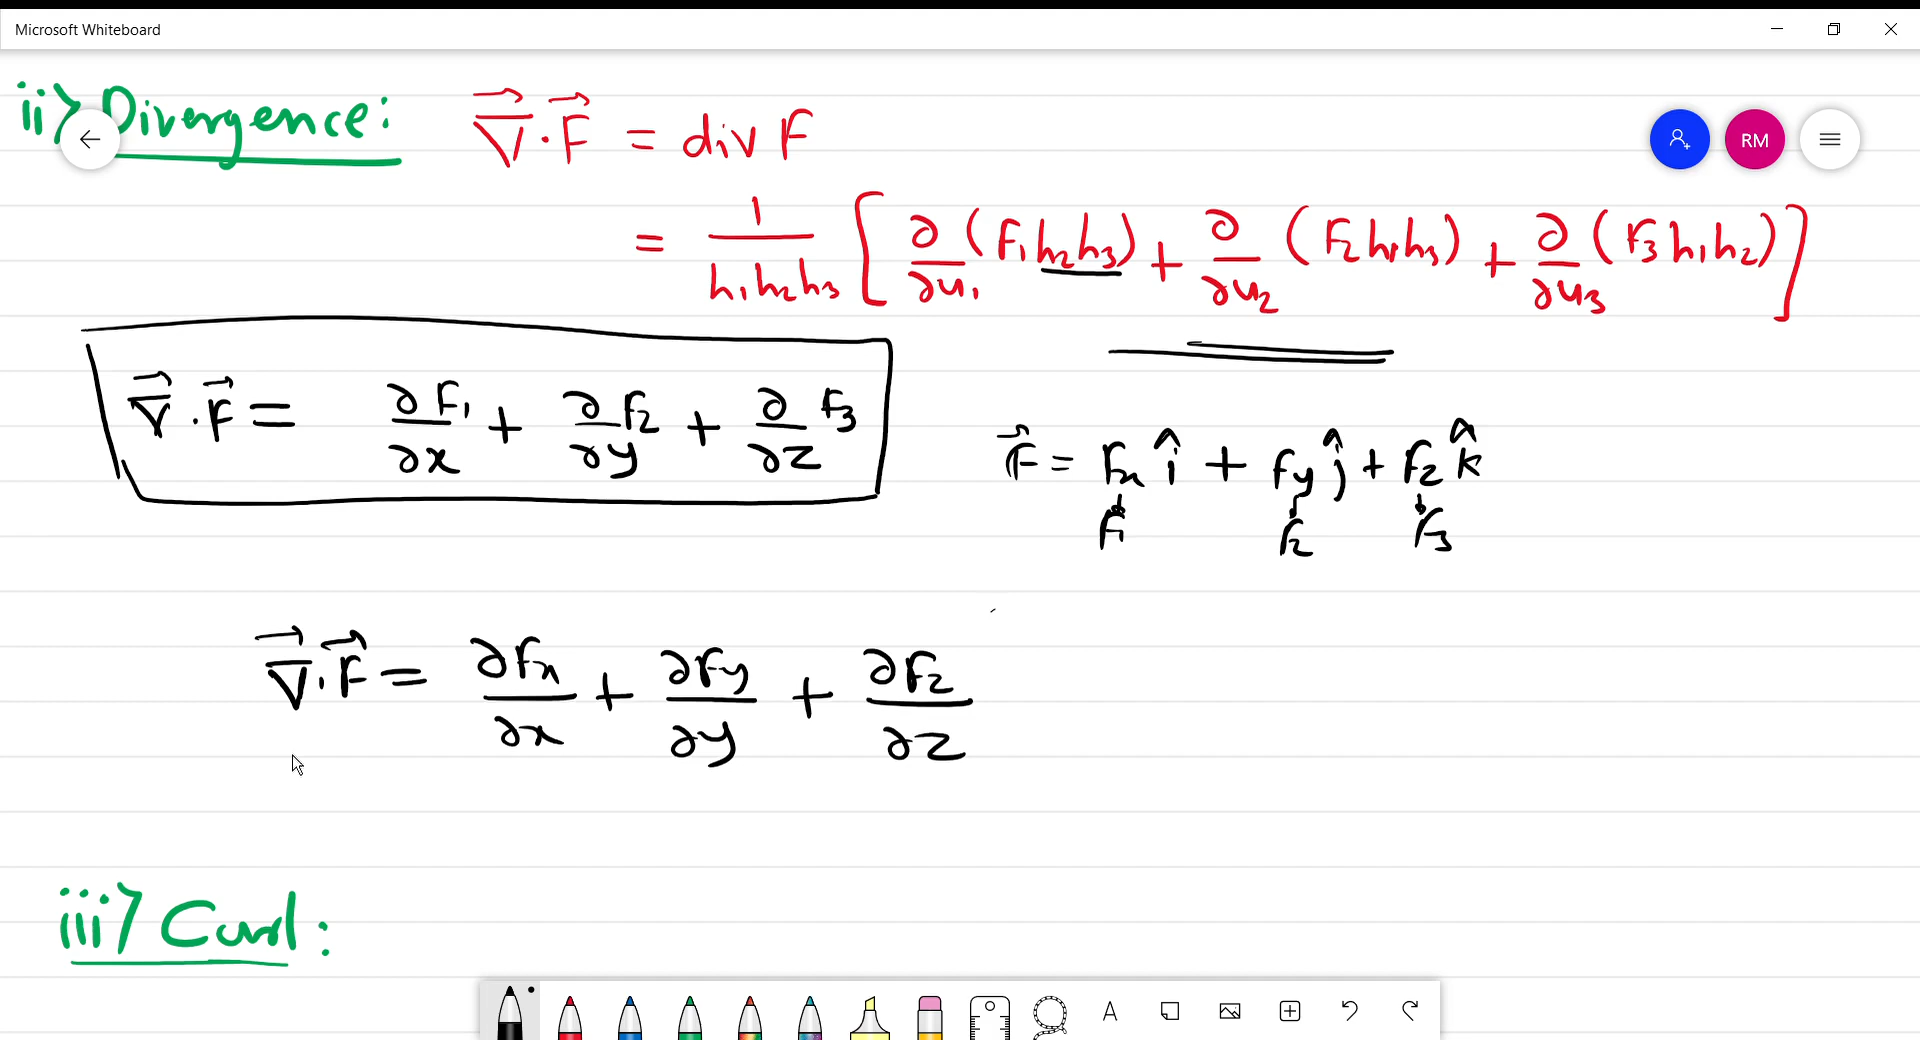 Microsoft Whiteboard
ii) Divergence: ∇⃗·F⃗ = div F
RM
= 1/(h₁h₂h₃) [ ∂/∂u₁ (F₁h₂h₃) + ∂/∂u₂ (F₂h₁h₃) + ∂/∂u₃ (F₃h₁h₂) ]
∇⃗·F⃗ = ∂F₁/∂x + ∂F₂/∂y + ∂F₃/∂z
F⃗ = Fx î + Fy ĵ + Fz k̂
F₁ F₂ F₃
∇⃗·F⃗ = ∂Fx/∂x + ∂Fy/∂y + ∂Fz/∂z
iii) Curl:
A